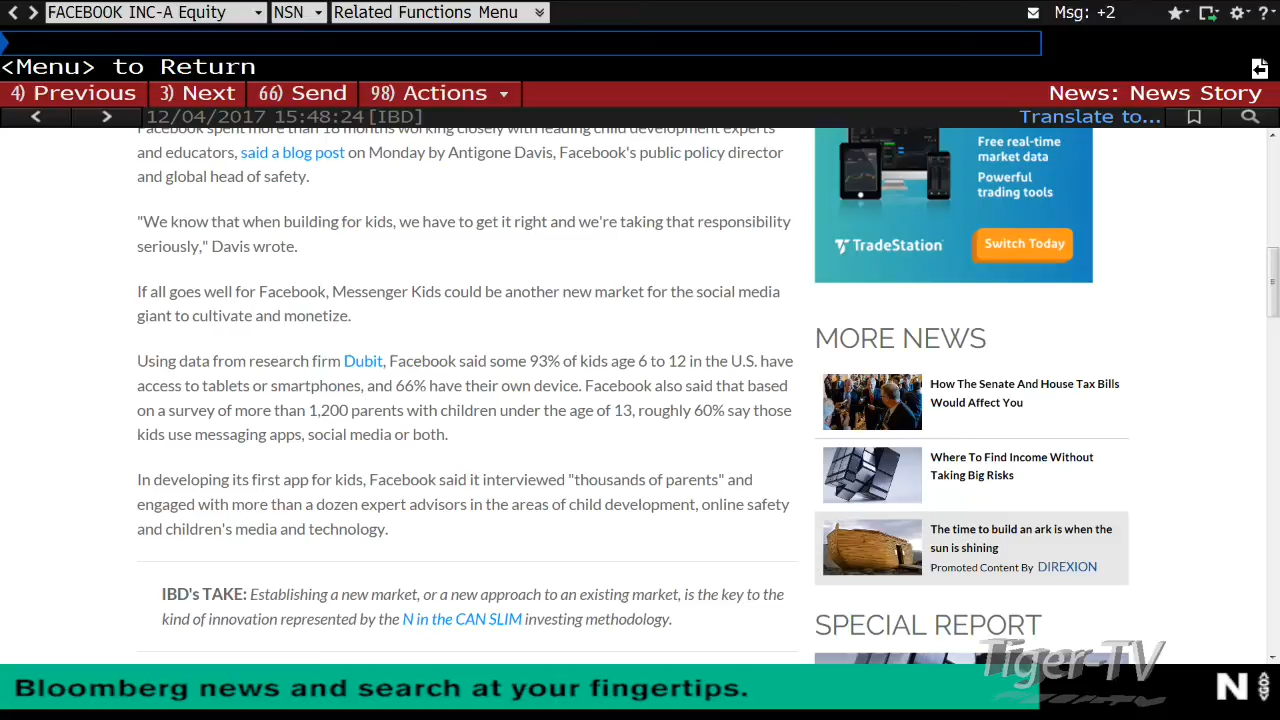 FACEBOOK INC-A Equity
NSN
Related Functions Menu
Msg: +2
?
<Menu> to Return
4) Previous
3) Next
66) Send
98) Actions
News: News Story
12/04/2017 15:48:24 [IBD]
Translate to...
Facebook spent more than 18 months working closely with leading child development experts
and educators, said a blog post on Monday by Antigone Davis, Facebook's public policy director
and global head of safety.
"We know that when building for kids, we have to get it right and we're taking that responsibility
seriously," Davis wrote.
If all goes well for Facebook, Messenger Kids could be another new market for the social media
giant to cultivate and monetize.
Using data from research firm Dubit, Facebook said some 93% of kids age 6 to 12 in the U.S. have
access to tablets or smartphones, and 66% have their own device. Facebook also said that based
on a survey of more than 1,200 parents with children under the age of 13, roughly 60% say those
kids use messaging apps, social media or both.
In developing its first app for kids, Facebook said it interviewed "thousands of parents" and
engaged with more than a dozen expert advisors in the areas of child development, online safety
and children's media and technology.
IBD's TAKE: Establishing a new market, or a new approach to an existing market, is the key to the
kind of innovation represented by the N in the CAN SLIM investing methodology.
Free real-time
market data
Powerful
trading tools
TradeStation
Switch Today
MORE NEWS
How The Senate And House Tax Bills
Would Affect You
Where To Find Income Without
Taking Big Risks
The time to build an ark is when the
sun is shining
Promoted Content By DIREXION
SPECIAL REPORT
Tiger-TV
Bloomberg news and search at your fingertips.
N